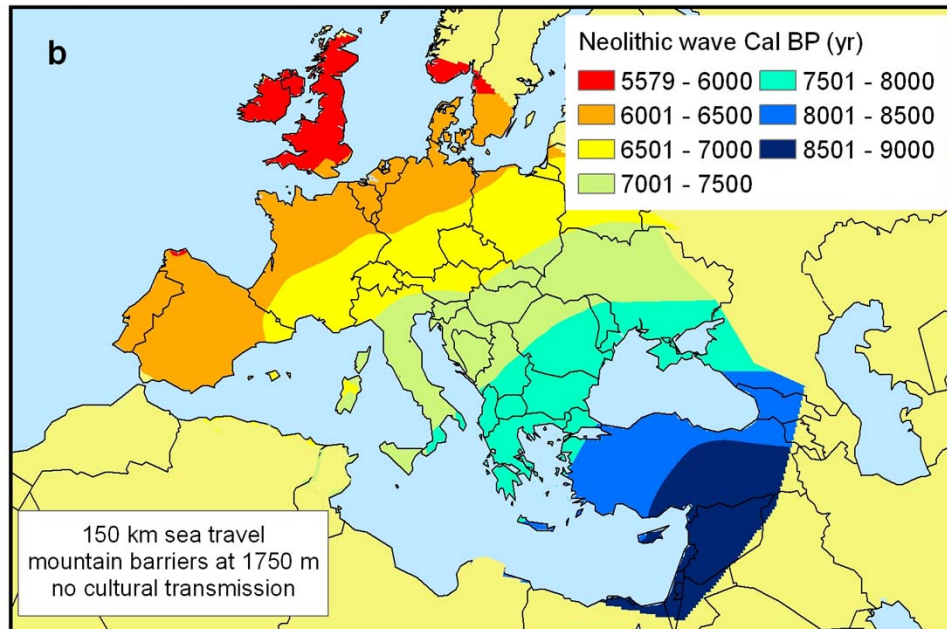 b
Neolithic wave Cal BP (yr)
5579 - 6000
7501 - 8000
6001 - 6500
8001 - 8500
6501 - 7000
8501 - 9000
7001 - 7500
150 km sea travel
mountain barriers at 1750 m
no cultural transmission